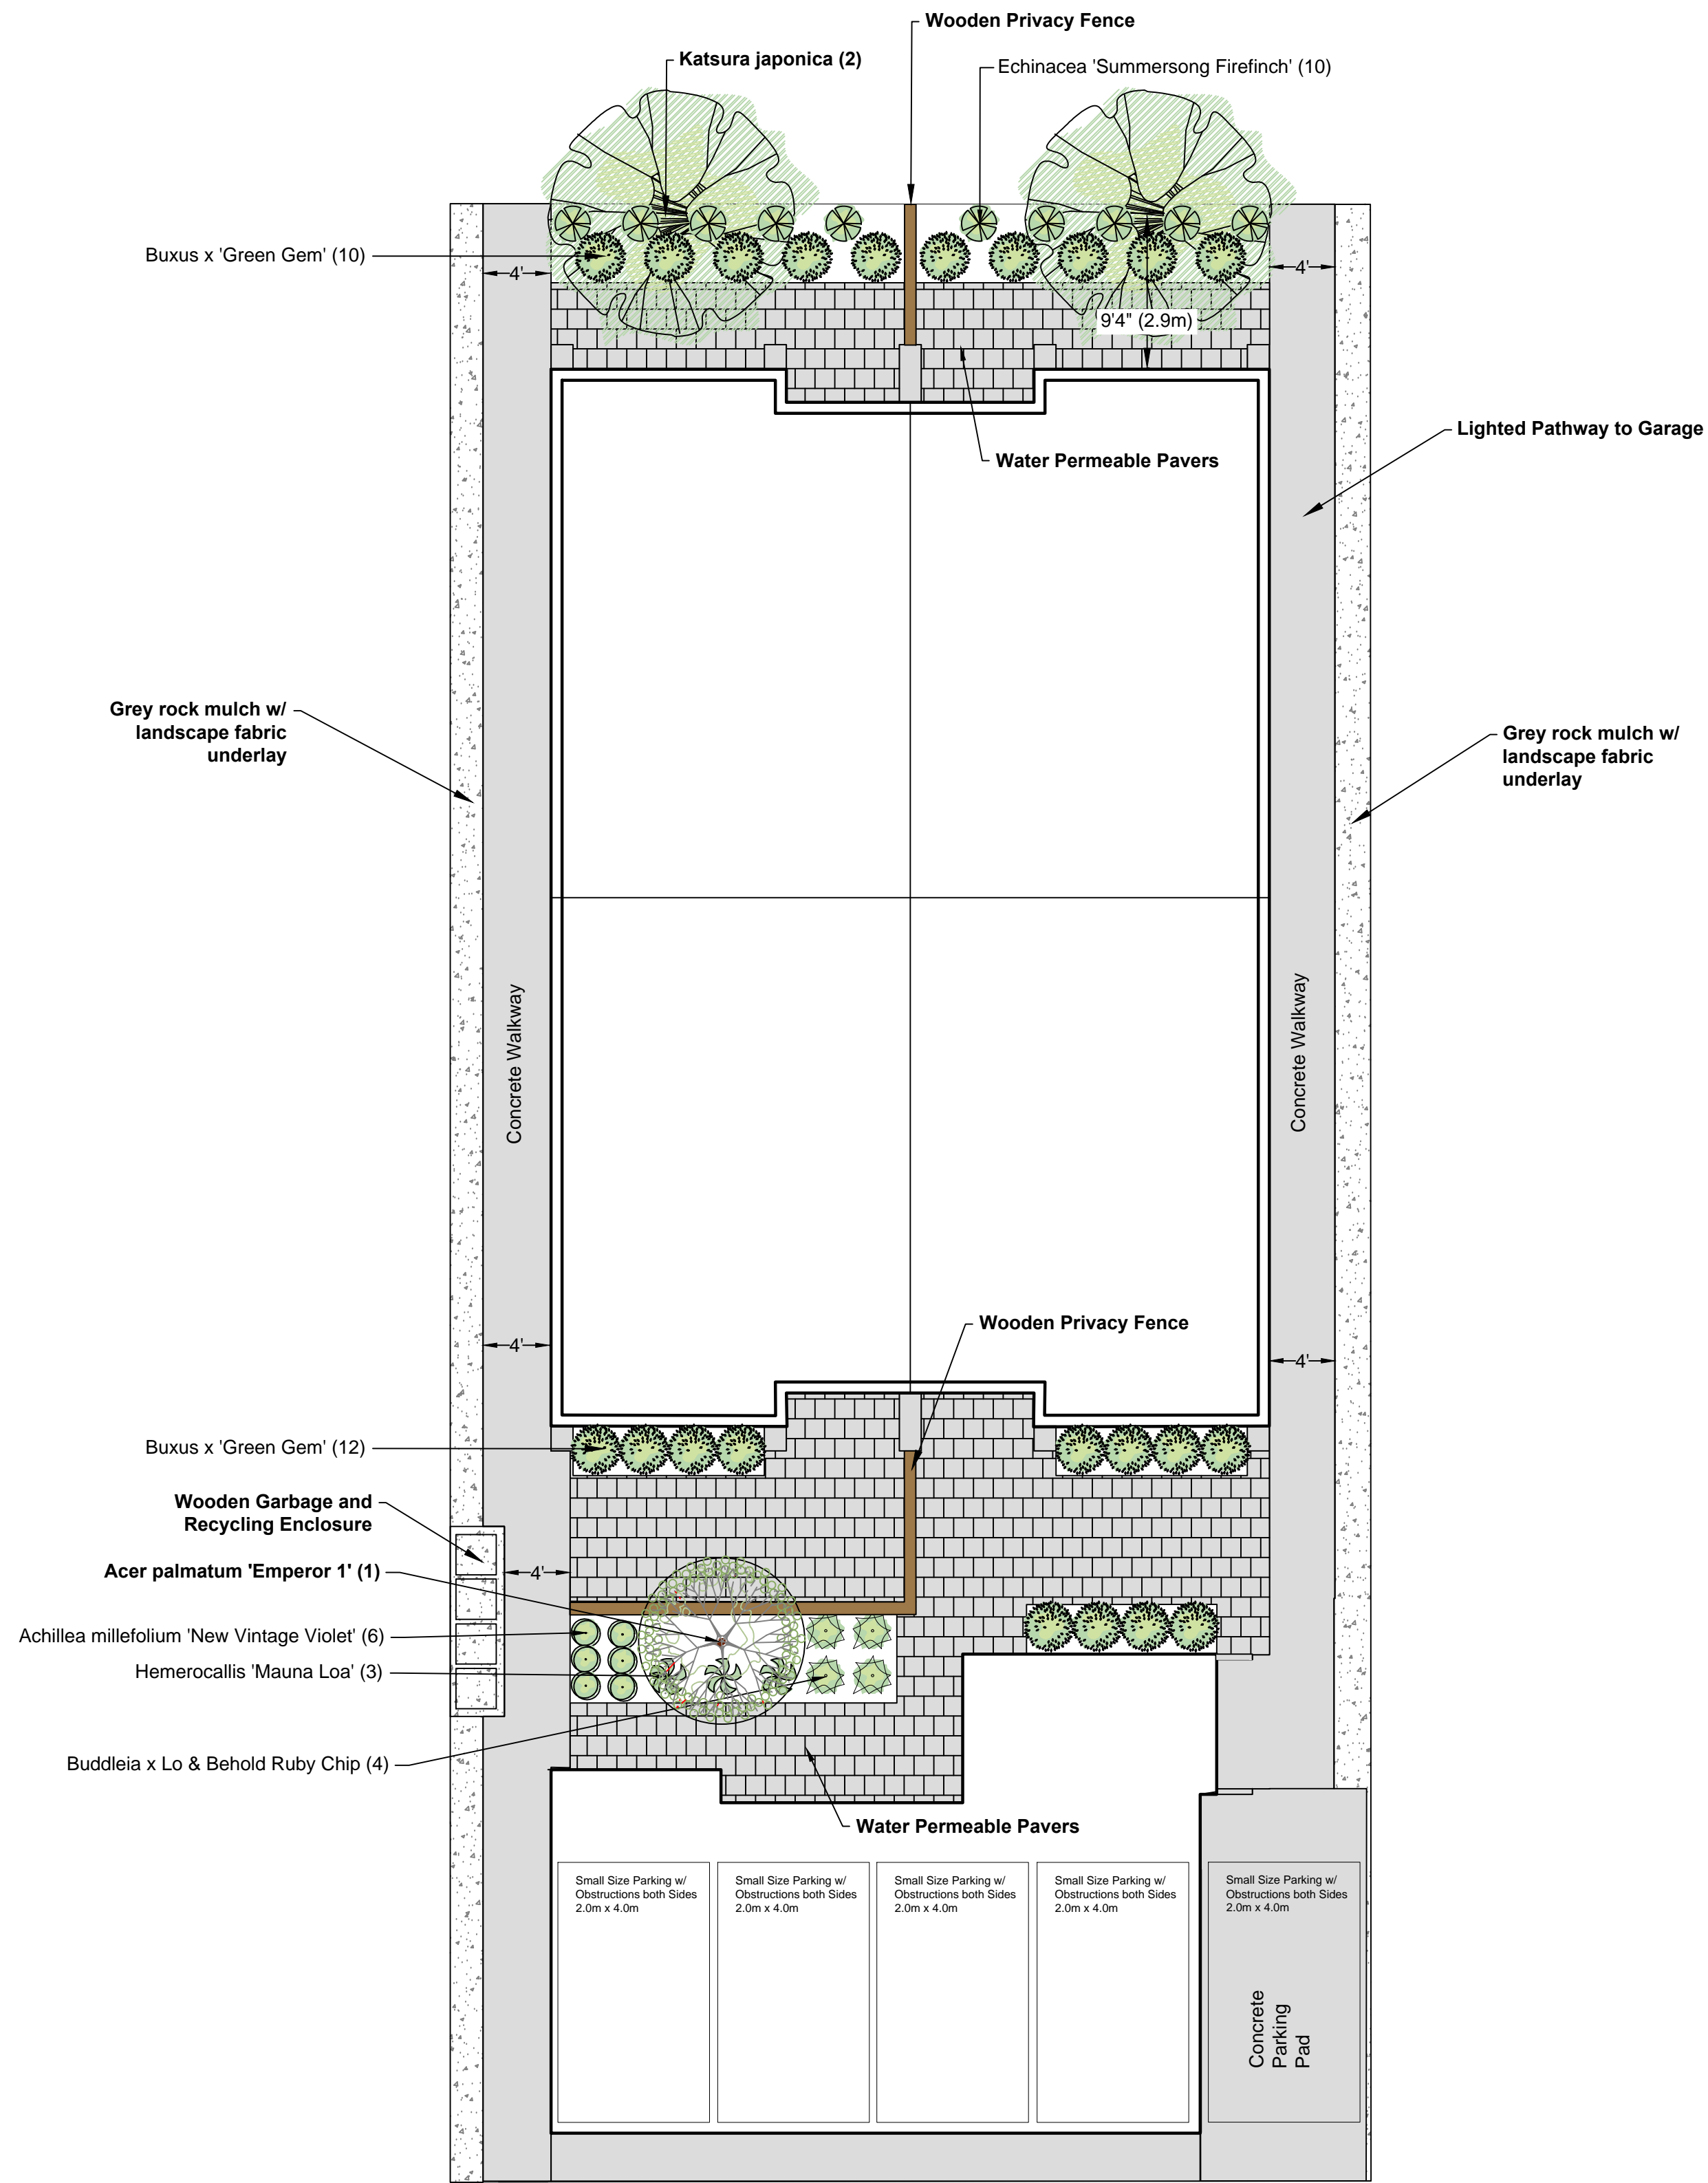 Wooden Privacy Fence
Katsura japonica (2)
Echinacea 'Summersong Firefinch' (10)
Buxus x 'Green Gem' (10)
4'
4'
9'4" (2.9m)
Lighted Pathway to Garage
Water Permeable Pavers
Grey rock mulch w/
landscape fabric
underlay
Grey rock mulch w/
landscape fabric
underlay
Concrete Walkway
Concrete Walkway
Wooden Privacy Fence
4'
4'
Buxus x 'Green Gem' (12)
Wooden Garbage and
Recycling Enclosure
Acer palmatum 'Emperor 1' (1)
4'
Achillea millefolium 'New Vintage Violet' (6)
Hemerocallis 'Mauna Loa' (3)
Buddleia x Lo & Behold Ruby Chip (4)
Water Permeable Pavers
Small Size Parking w/
Obstructions both Sides
2.0m x 4.0m
Small Size Parking w/
Obstructions both Sides
2.0m x 4.0m
Small Size Parking w/
Obstructions both Sides
2.0m x 4.0m
Small Size Parking w/
Obstructions both Sides
2.0m x 4.0m
Small Size Parking w/
Obstructions both Sides
2.0m x 4.0m
Concrete
Parking
Pad